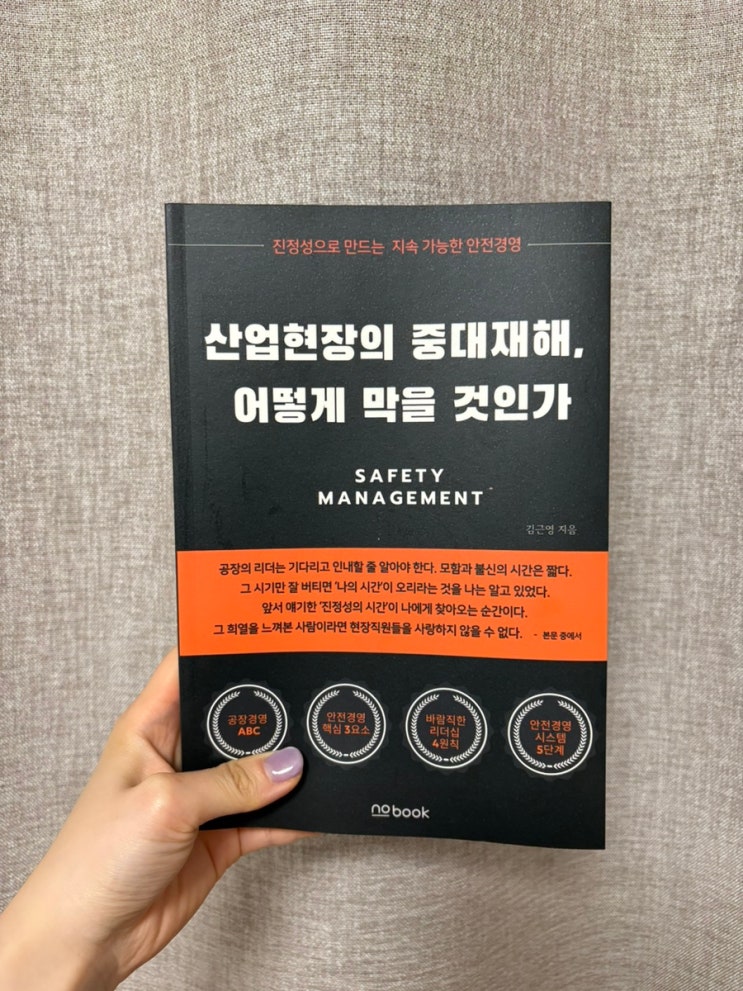 진정성으로 만드는 지속 가능한 안전경영
산업현장의 중대재해,
어떻게 막을 것인가
SAFETY
MANAGEMENT
김근영 지음
공장의 리더는 기다리고 인내할 줄 알아야 한다. 모함과 불신의 시간은 짧다.
그 시기만 잘 버티면 '나의 시간'이 오리라는 것을 나는 알고 있었다.
앞서 얘기한 '진정성의 시간'이 나에게 찾아오는 순간이다.
그 희열을 느껴본 사람이라면 현장직원들을 사랑하지 않을 수 없다. - 본문 중에서
공장경영
ABC
안전경영
핵심 3요소
바람직한
리더십
4원칙
안전경영
시스템
5단계
nobook